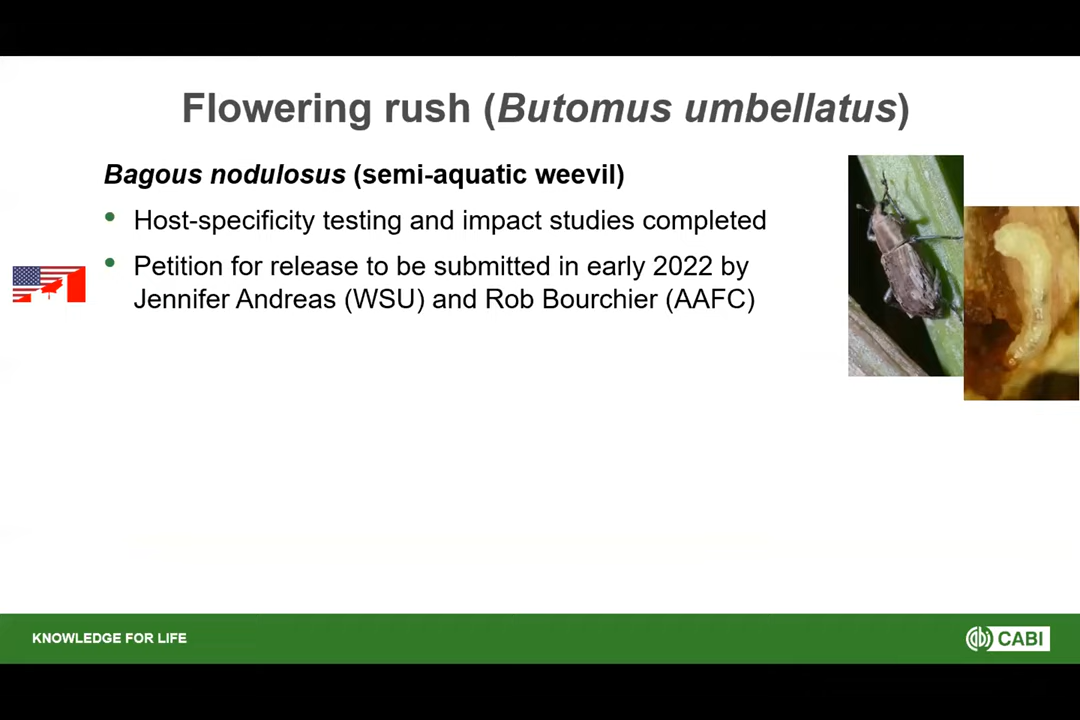 Flowering rush (Butomus umbellatus)
Bagous nodulosus (semi-aquatic weevil)
• Host-specificity testing and impact studies completed
• Petition for release to be submitted in early 2022 by
Jennifer Andreas (WSU) and Rob Bourchier (AAFC)
KNOWLEDGE FOR LIFE
CABI